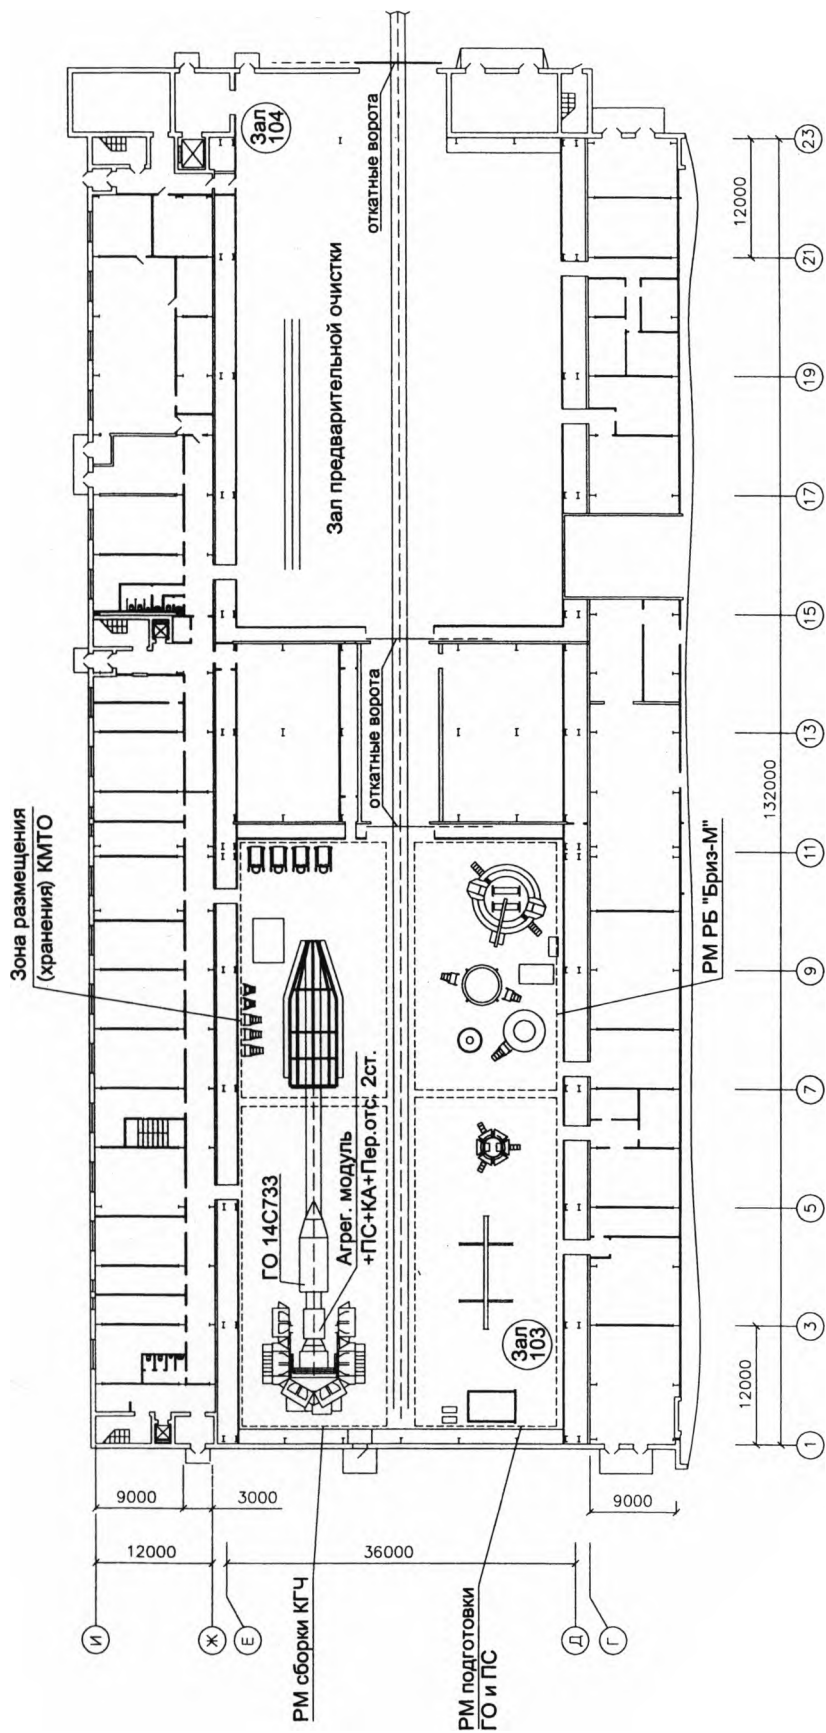 Зона размещения
(хранения) КМТО
Зал
104
откатные ворота
Зал предварительной очистки
откатные ворота
РМ РБ "Бриз-М"
ГО 14С733
Агрег. модуль
+ПС+КА+Пер.отс. 2ст.
Зал
103
РМ сборки КГЧ
РМ подготовки
ГО и ПС
И
Ж
Е
Д
Г
9000
3000
12000
36000
9000
1
3
5
7
9
11
13
15
17
19
21
23
12000
132000
12000